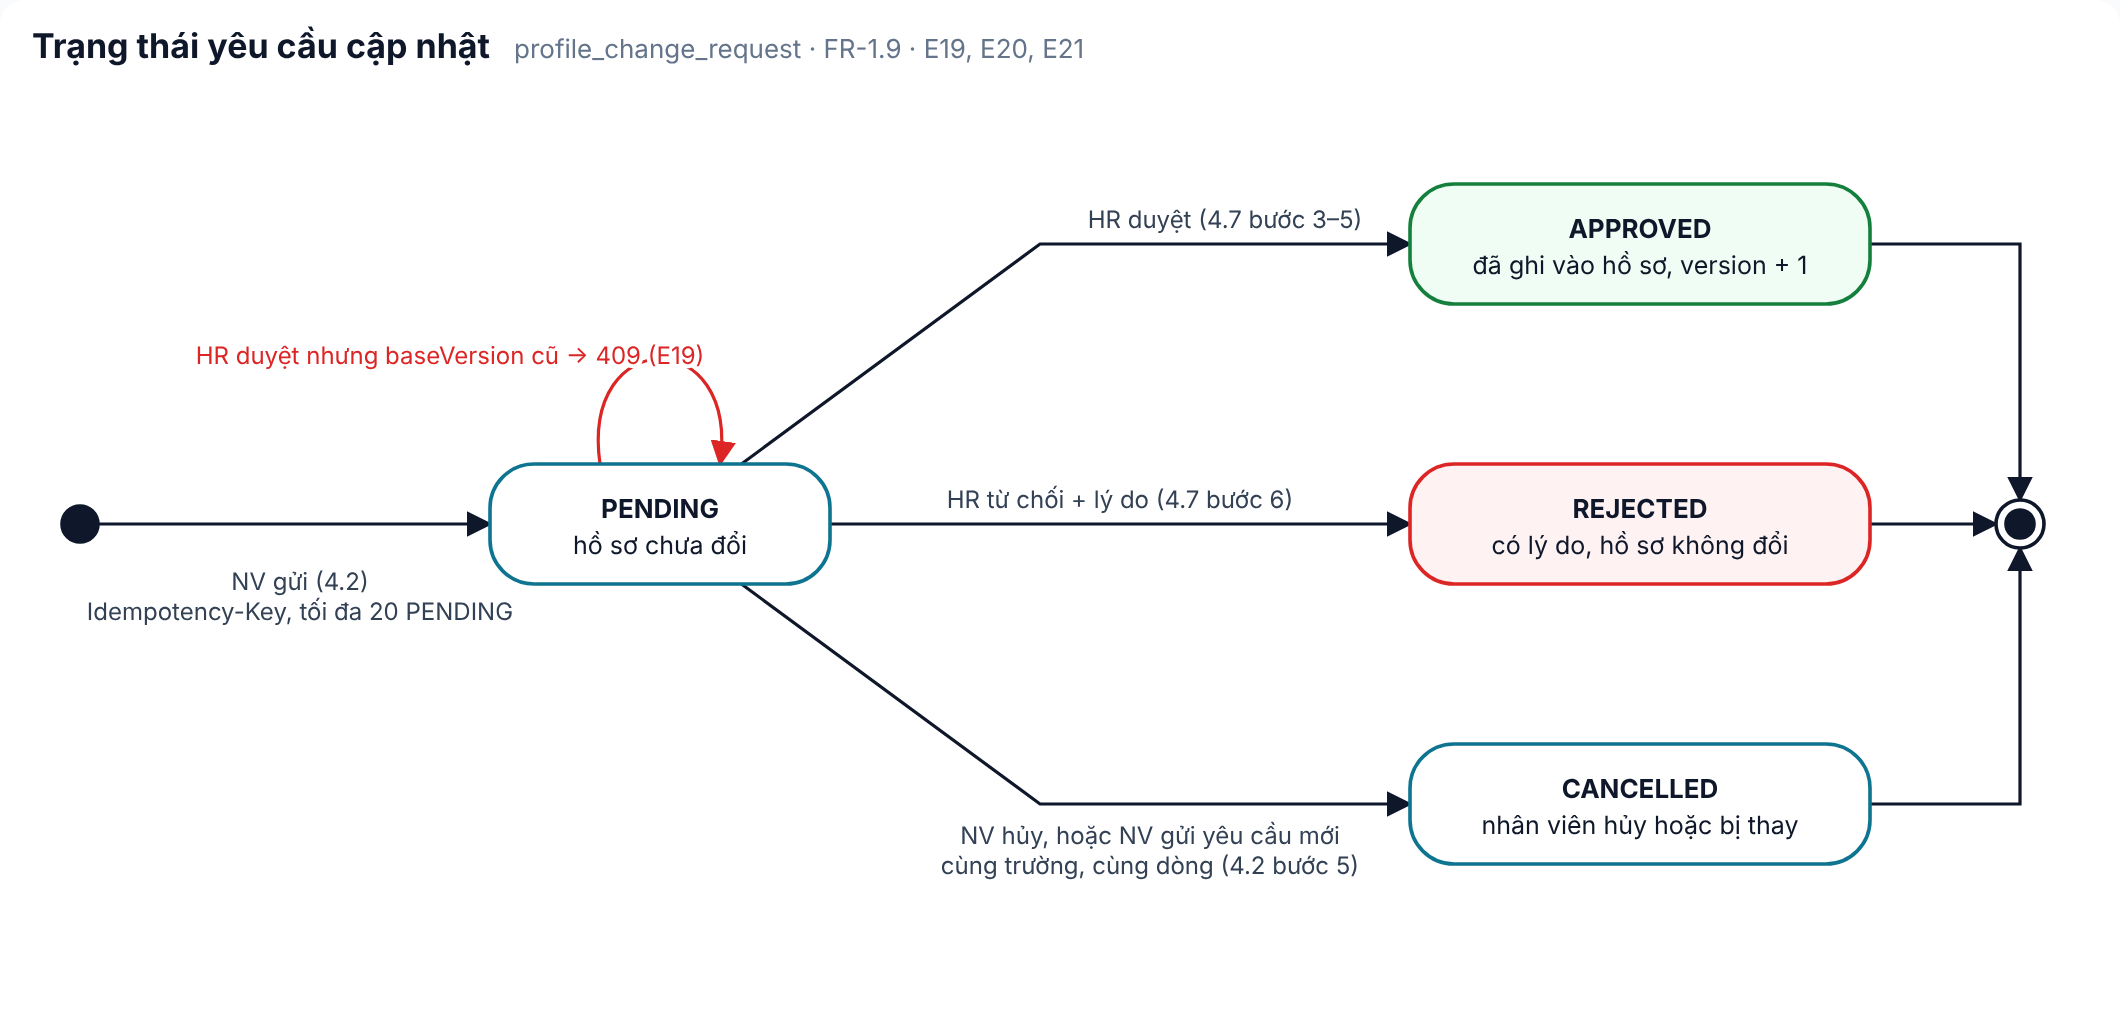 Trạng thái yêu cầu cập nhật profile_change_request · FR-1.9 · E19, E20, E21
HR duyệt (4.7 bước 3–5)
APPROVED
đã ghi vào hồ sơ, version + 1
HR duyệt nhưng baseVersion cũ → 409 (E19)
PENDING
hồ sơ chưa đổi
HR từ chối + lý do (4.7 bước 6)
REJECTED
có lý do, hồ sơ không đổi
NV gửi (4.2)
Idempotency-Key, tối đa 20 PENDING
CANCELLED
nhân viên hủy hoặc bị thay
NV hủy, hoặc NV gửi yêu cầu mới
cùng trường, cùng dòng (4.2 bước 5)